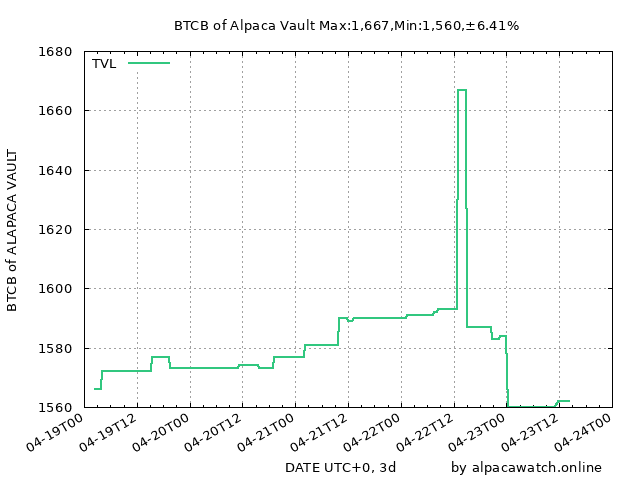 BTCB of Alpaca Vault Max:1,667,Min:1,560,±6.41%
TVL
BTCB of ALAPACA VAULT
1680
1660
1640
1620
1600
1580
1560
04-19T00
04-19T12
04-20T00
04-20T12
04-21T00
04-21T12
04-22T00
04-22T12
04-23T00
04-23T12
04-24T00
DATE UTC+0, 3d
by alpacawatch.online